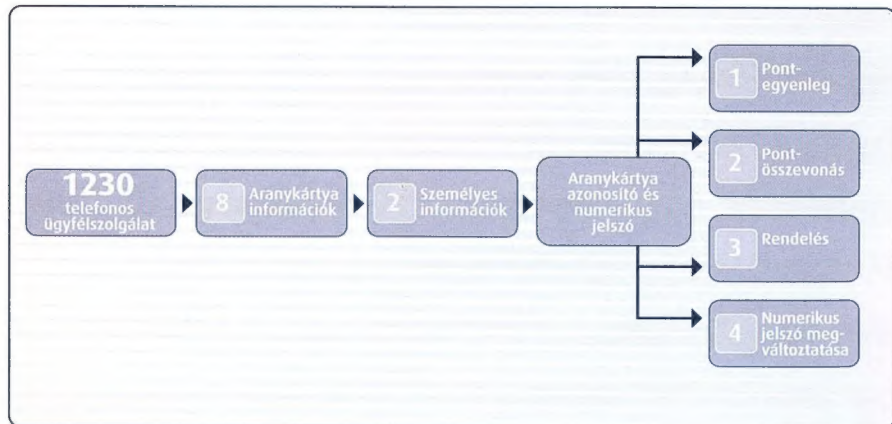 1230
telefonos
ügyfélszolgálat
8
Aranykártya
információk
2
Személyes
információk
Aranykártya
azonosító és
numerikus
jelszó
1
Pont-
egyenleg
2
Pont-
összevonás
3
Rendelés
4
Numerikus
jelszó meg-
változtatása